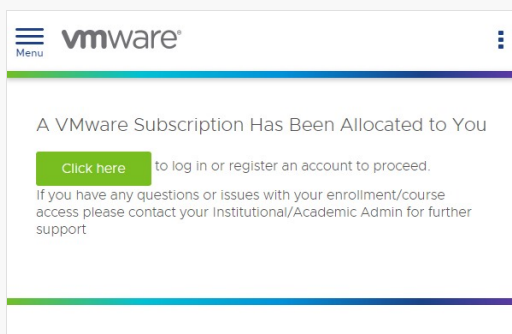 Menu
vmware®
A VMware Subscription Has Been Allocated to You
Click here to log in or register an account to proceed.
If you have any questions or issues with your enrollment/course
access please contact your Institutional/Academic Admin for further
support